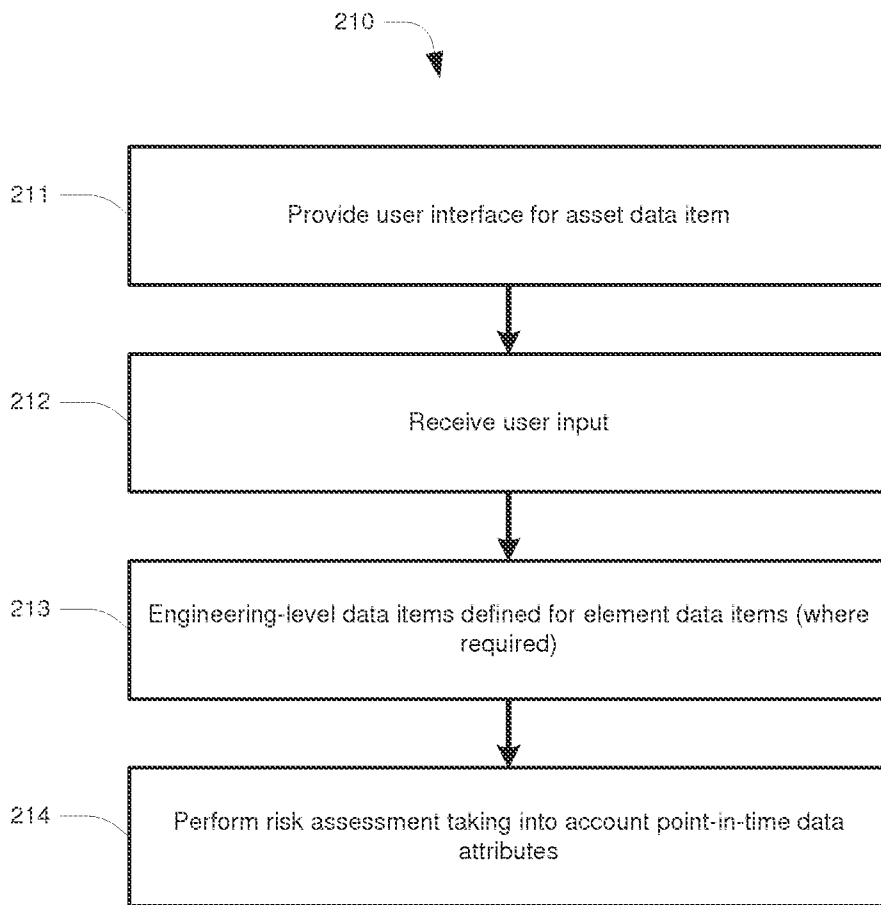 210
211
Provide user interface for asset data item
212
Receive user input
213
Engineering-level data items defined for element data items (where
required)
214
Perform risk assessment taking into account point-in-time data
attributes